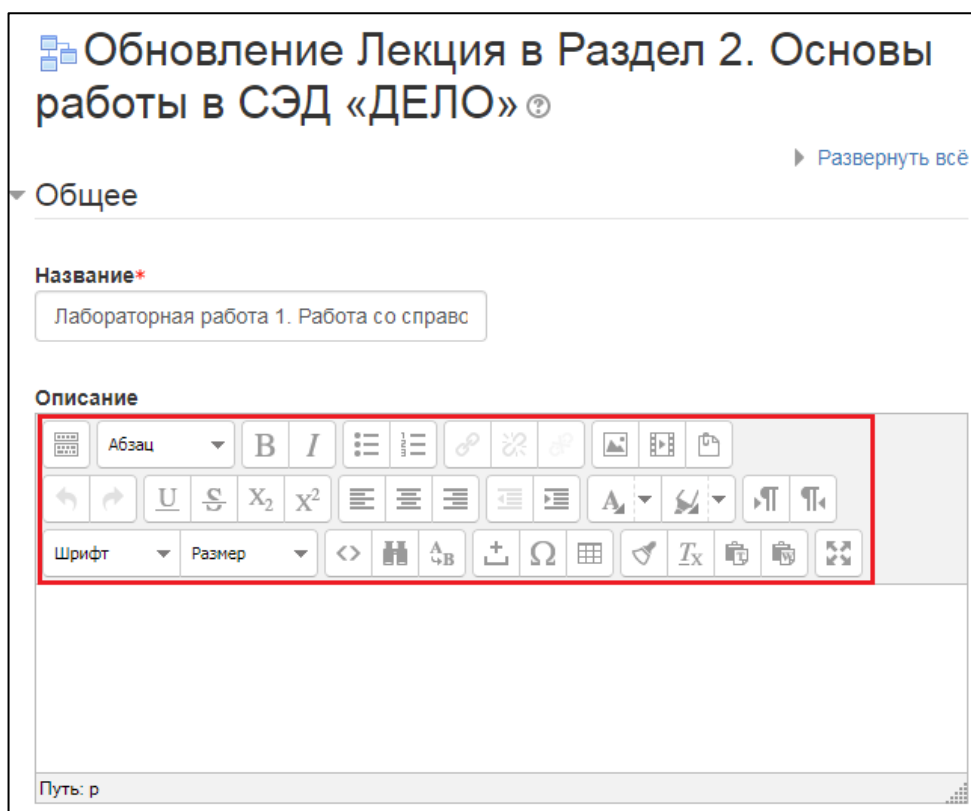 Обновление Лекция в Раздел 2. Основы
работы в СЭД «ДЕЛО»
Развернуть всё
Общее
Название*
Лабораторная работа 1. Работа со справо
Описание
Абзац B I
U S X₂ X² A
Шрифт Размер <> A B Ω Tx T W
Путь: p